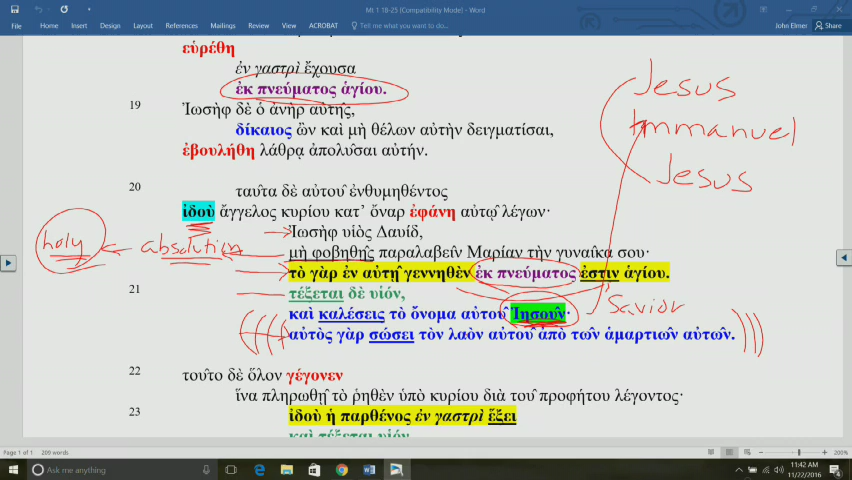 Mt 1 18-25 (Compatibility Mode) - Word
File Home Insert Design Layout References Mailings Review View ACROBAT Tell me what you want to do... John Elmer Share
εὑρέθη
ἐν γαστρὶ ἔχουσα
ἐκ πνεύματος ἁγίου.
19 Ἰωσὴφ δὲ ὁ ἀνὴρ αὐτῆς,
δίκαιος ὢν καὶ μὴ θέλων αὐτὴν δειγματίσαι,
ἐβουλήθη λάθρᾳ ἀπολῦσαι αὐτήν.
20 ταῦτα δὲ αὐτοῦ ἐνθυμηθέντος
ἰδοὺ ἄγγελος κυρίου κατ’ ὄναρ ἐφάνη αὐτῷ λέγων·
Ἰωσὴφ υἱὸς Δαυίδ,
μὴ φοβηθῇς παραλαβεῖν Μαρίαν τὴν γυναῖκα σου·
τὸ γὰρ ἐν αὐτῇ γεννηθὲν ἐκ πνεύματος ἐστιν ἁγίου.
21 τέξεται δὲ υἱόν,
καὶ καλέσεις τὸ ὄνομα αὐτοῦ Ἰησοῦν·
αὐτὸς γὰρ σώσει τὸν λαὸν αὐτοῦ ἀπὸ τῶν ἁμαρτιῶν αὐτῶν.
22 τοῦτο δὲ ὅλον γέγονεν
ἵνα πληρωθῇ τὸ ῥηθὲν ὑπὸ κυρίου διὰ τοῦ προφήτου λέγοντος·
23 ἰδοὺ ἡ παρθένος ἐν γαστρὶ ἕξει
καὶ τέξεται υἱόν
Jesus
Immanuel
Jesus
holy absolution
Savior
Page 1 of 1 209 words 200%
Ask me anything 11:42 AM
11/22/2016